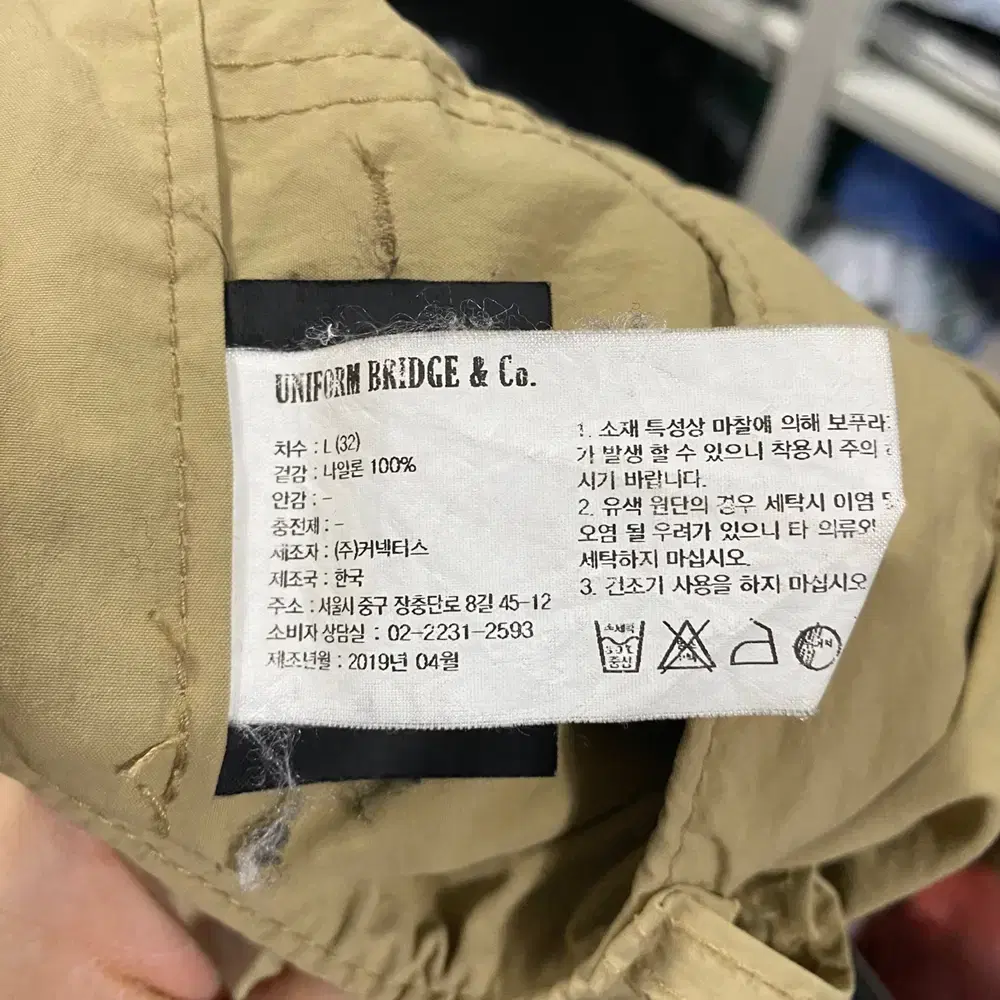 UNIFORM BRIDGE & Co.
치수 : L (32)
겉감 : 나일론 100%
안감 : -
충전제 : -
제조자 : (주)커넥터스
제조국 : 한국
주소 : 서울시 중구 장충단로 8길 45-12
소비자 상담실 : 02-2231-2593
제조년월 : 2019년 04월
1. 소재 특성상 마찰에 의해 보푸라
가 발생 할 수 있으니 착용시 주의
시기 바랍니다.
2. 유색 원단의 경우 세탁시 이염
오염 될 우려가 있으니 타 의류와
세탁하지 마십시오.
3. 건조기 사용을 하지 마십시오
중성